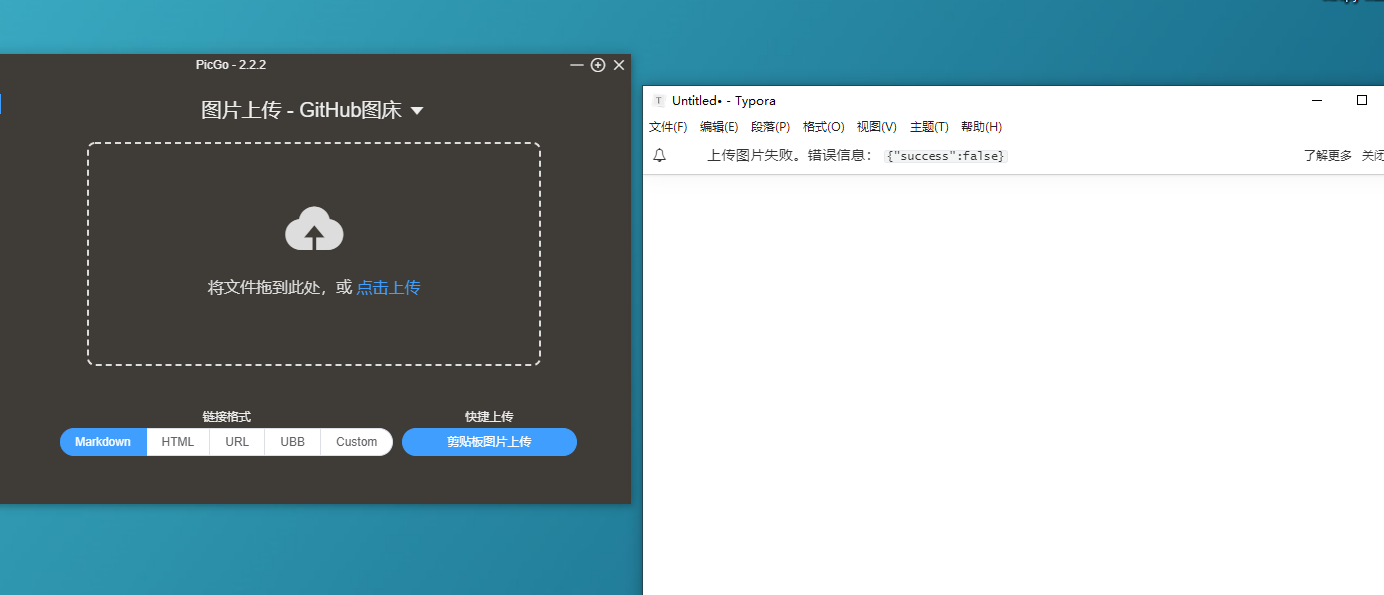 PicGo - 2.2.2
图片上传 - GitHub图床
将文件拖到此处，或 点击上传
链接格式
快捷上传
Markdown HTML URL UBB Custom
剪贴板图片上传
T Untitled• - Typora
文件(F) 编辑(E) 段落(P) 格式(O) 视图(V) 主题(T) 帮助(H)
上传图片失败。错误信息： {"success":false}
了解更多 关闭